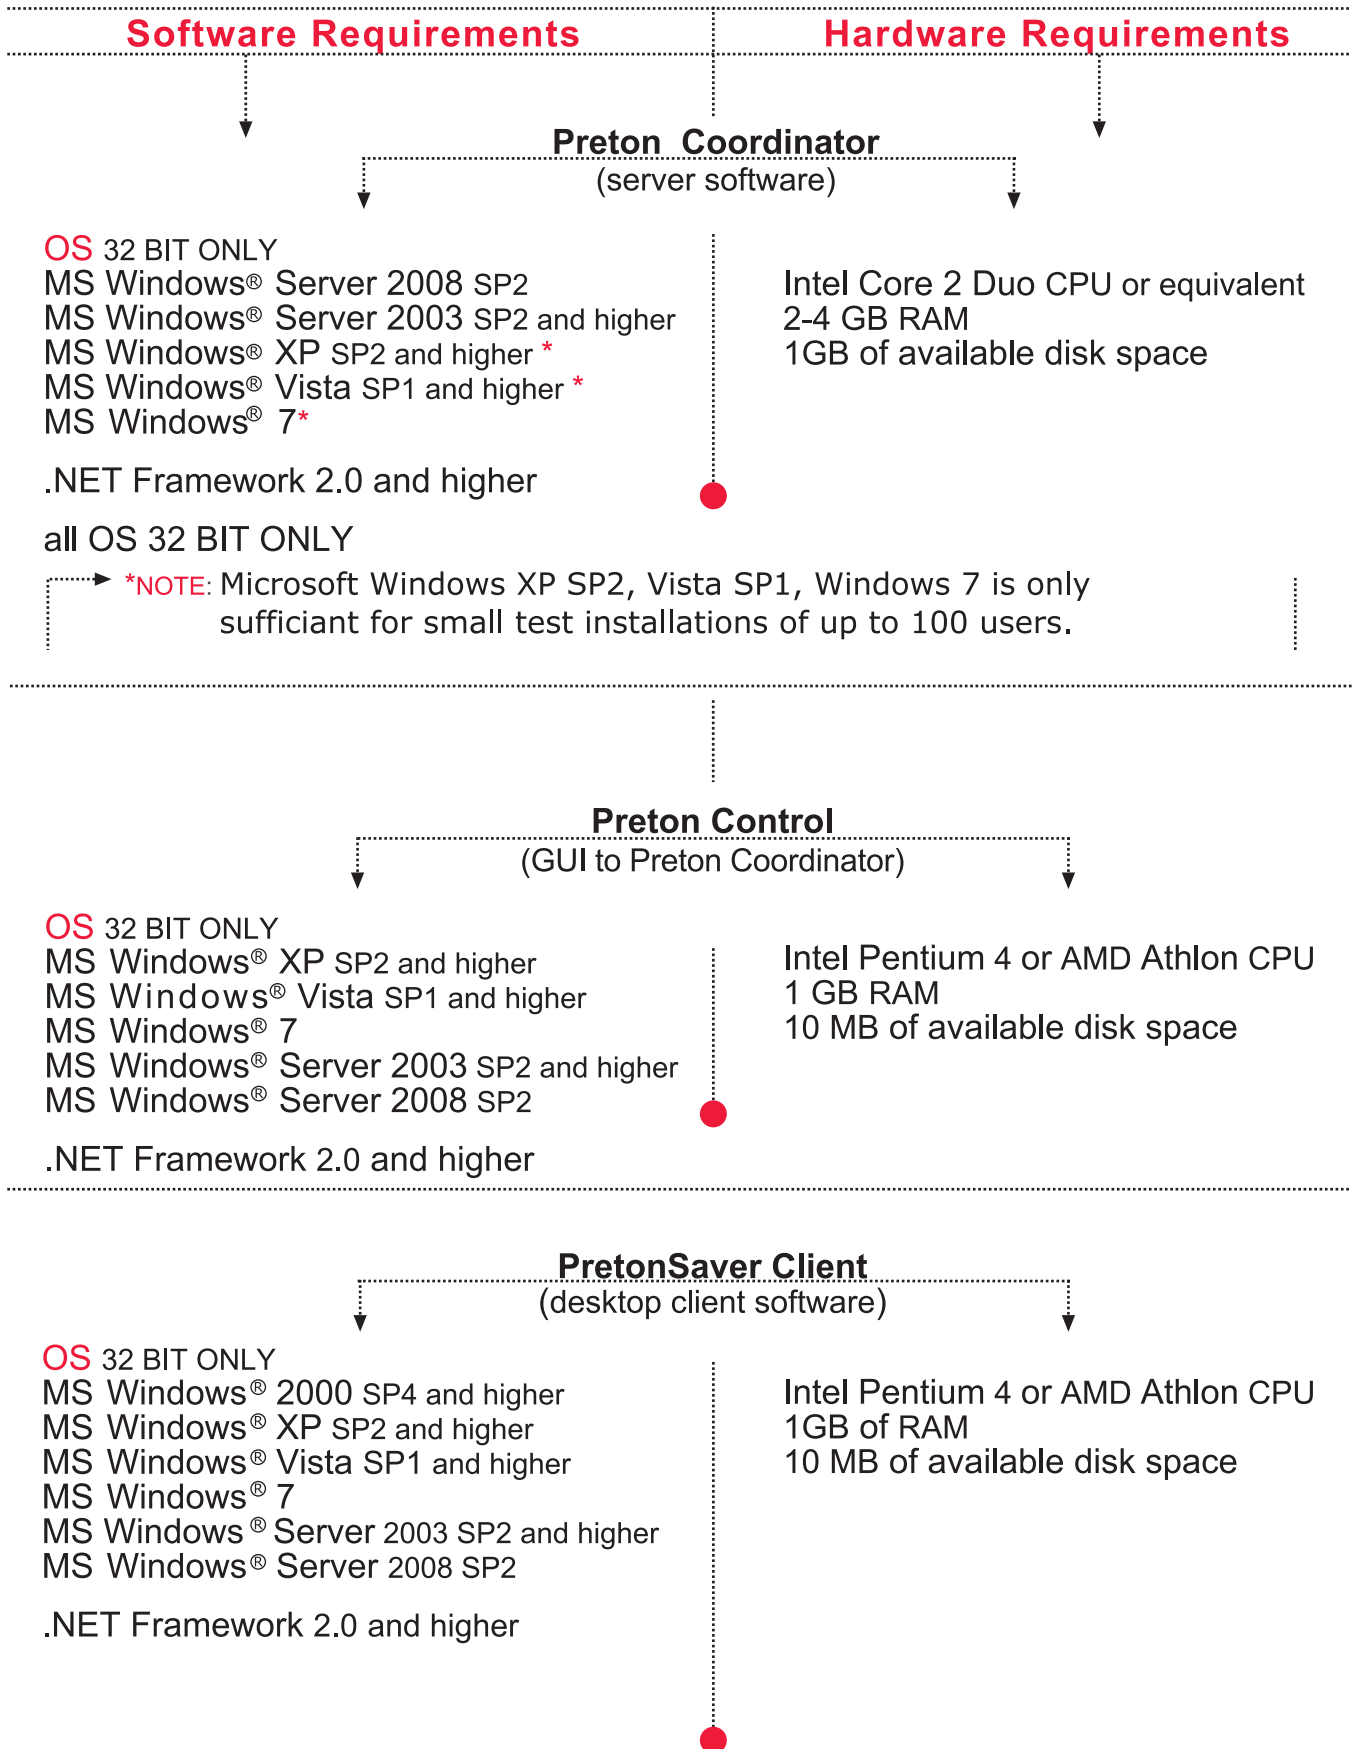 Software Requirements
Hardware Requirements
Preton Coordinator
(server software)
OS 32 BIT ONLY
MS Windows® Server 2008 SP2
MS Windows® Server 2003 SP2 and higher
MS Windows® XP SP2 and higher *
MS Windows® Vista SP1 and higher *
MS Windows® 7*
.NET Framework 2.0 and higher
all OS 32 BIT ONLY
Intel Core 2 Duo CPU or equivalent
2-4 GB RAM
1GB of available disk space
*NOTE: Microsoft Windows XP SP2, Vista SP1, Windows 7 is only
sufficiant for small test installations of up to 100 users.
Preton Control
(GUI to Preton Coordinator)
OS 32 BIT ONLY
MS Windows® XP SP2 and higher
MS Windows® Vista SP1 and higher
MS Windows® 7
MS Windows® Server 2003 SP2 and higher
MS Windows® Server 2008 SP2
.NET Framework 2.0 and higher
Intel Pentium 4 or AMD Athlon CPU
1 GB RAM
10 MB of available disk space
PretonSaver Client
(desktop client software)
OS 32 BIT ONLY
MS Windows® 2000 SP4 and higher
MS Windows® XP SP2 and higher
MS Windows® Vista SP1 and higher
MS Windows® 7
MS Windows® Server 2003 SP2 and higher
MS Windows® Server 2008 SP2
.NET Framework 2.0 and higher
Intel Pentium 4 or AMD Athlon CPU
1GB of RAM
10 MB of available disk space